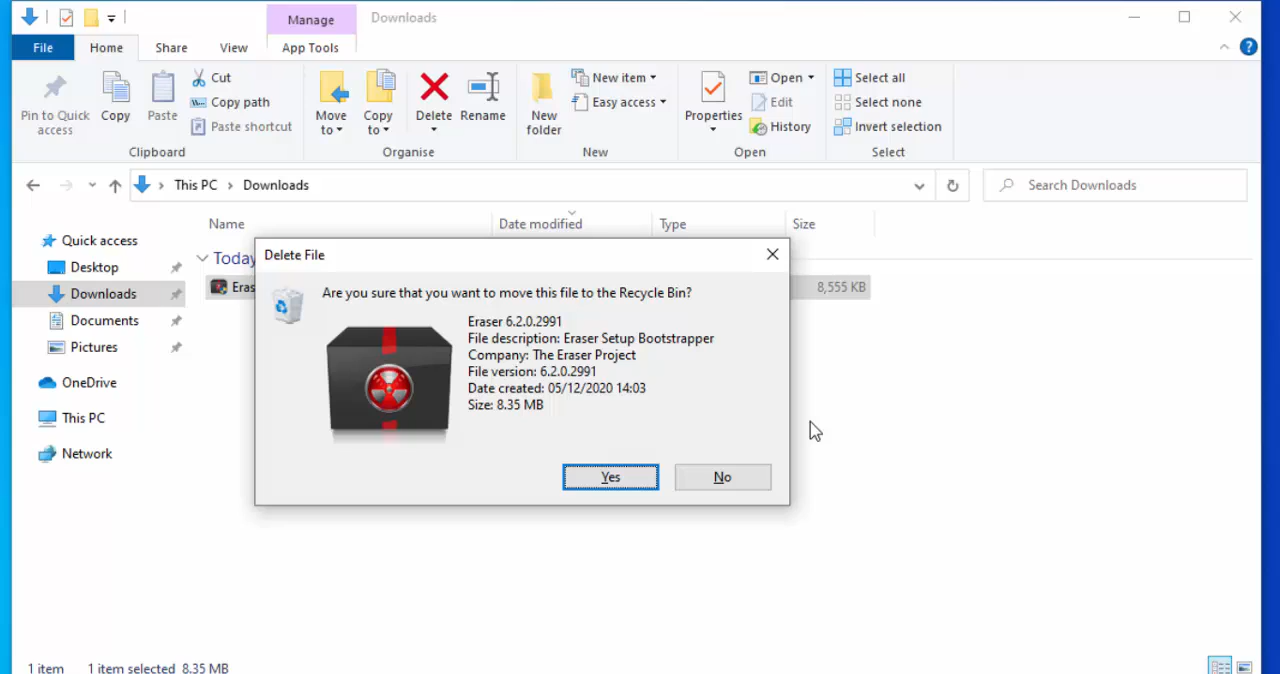 Manage
Downloads
File
Home
Share
View
App Tools
Pin to Quick access
Copy
Paste
Cut
Copy path
Paste shortcut
Clipboard
Move to
Copy to
Delete
Rename
Organise
New folder
New item
Easy access
New
Properties
Open
Edit
History
Open
Select all
Select none
Invert selection
Select
This PC
Downloads
Search Downloads
Name
Date modified
Type
Size
Quick access
Desktop
Downloads
Documents
Pictures
OneDrive
This PC
Network
Today
Eras
8,555 KB
Delete File
Are you sure that you want to move this file to the Recycle Bin?
Eraser 6.2.0.2991
File description: Eraser Setup Bootstrapper
Company: The Eraser Project
File version: 6.2.0.2991
Date created: 05/12/2020 14:03
Size: 8.35 MB
Yes
No
1 item
1 item selected 8.35 MB